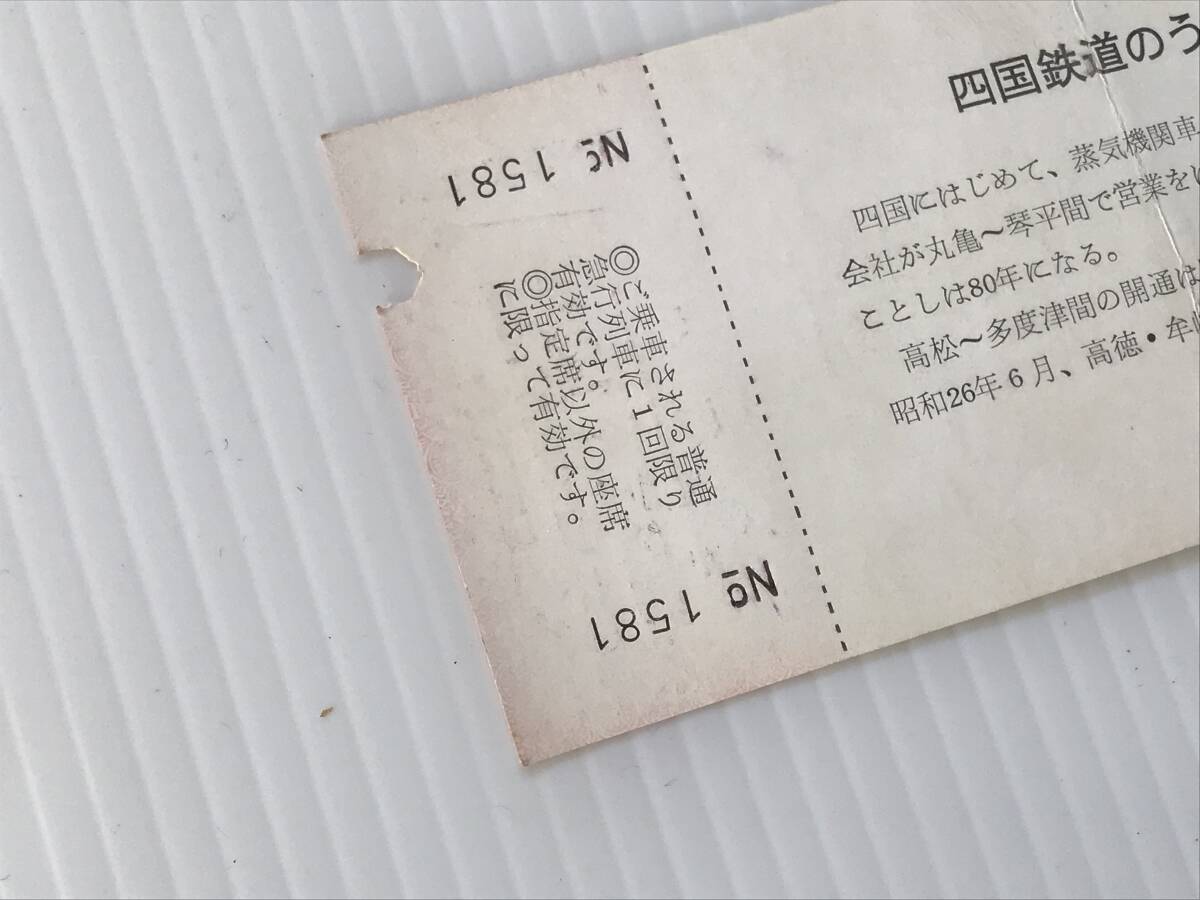 四国鉄道のう
四国にはじめて、蒸気機関車
会社が丸亀〜琴平間で営業を
ことしは80年になる。
高松〜多度津間の開通は
昭和26年6月、高徳・牟
№ 1581
◎ご乗車される普通
急行列車に1回限り
有効です。
◎指定席以外の座席
に限って有効です。
№ 1581